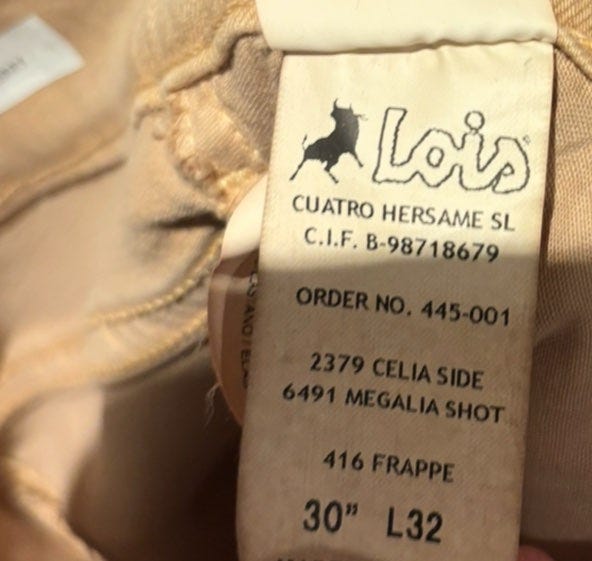 Lois
CUATRO HERSAME SL
C.I.F. B-98718679
ORDER NO. 445-001
2379 CELIA SIDE
6491 MEGALIA SHOT
416 FRAPPE
30” L32